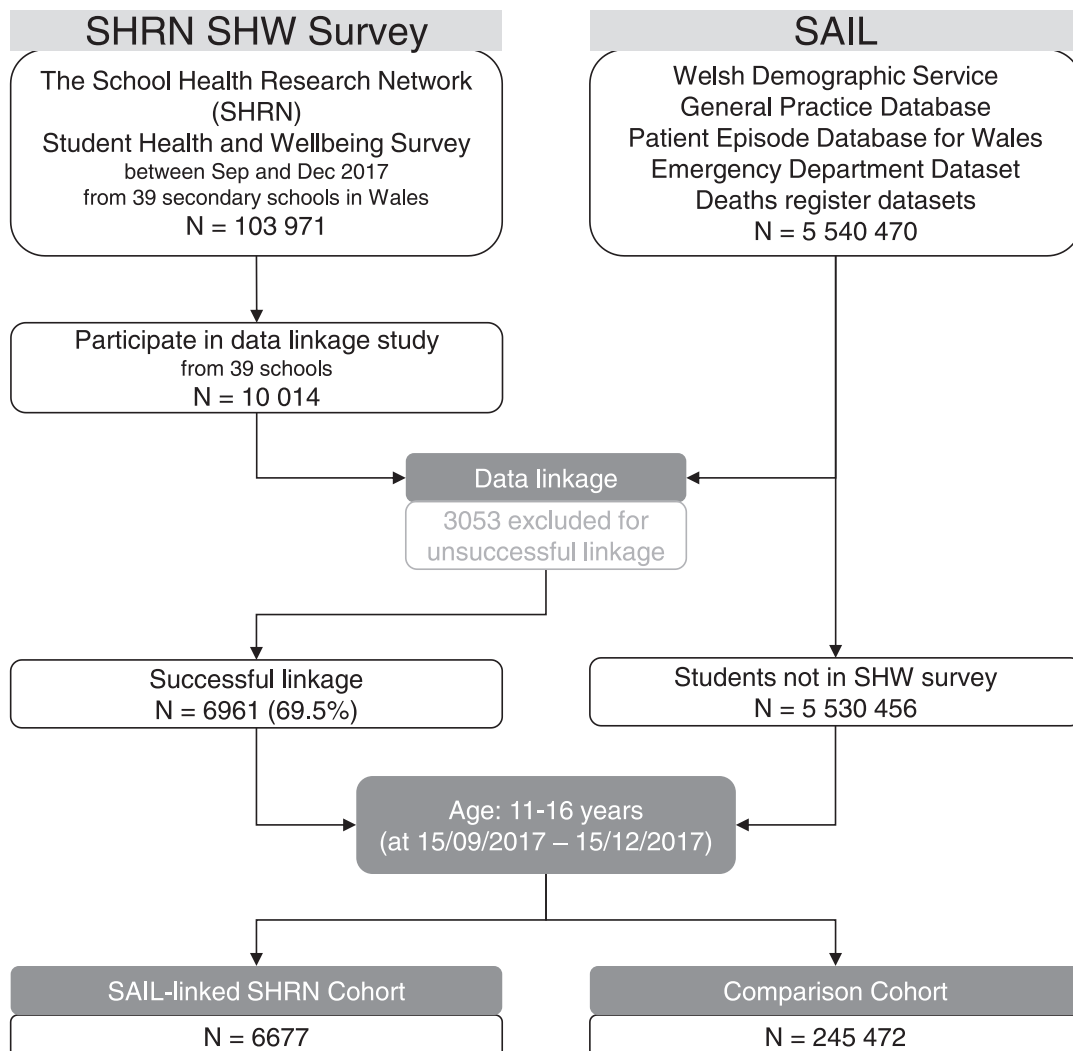 SHRN SHW Survey
The School Health Research Network
(SHRN)
Student Health and Wellbeing Survey
between Sep and Dec 2017
from 39 secondary schools in Wales
N = 103 971
SAIL
Welsh Demographic Service
General Practice Database
Patient Episode Database for Wales
Emergency Department Dataset
Deaths register datasets
N = 5 540 470
Participate in data linkage study
from 39 schools
N = 10 014
Data linkage
3053 excluded for
unsuccessful linkage
Successful linkage
N = 6961 (69.5%)
Students not in SHW survey
N = 5 530 456
Age: 11-16 years
(at 15/09/2017 – 15/12/2017)
SAIL-linked SHRN Cohort
N = 6677
Comparison Cohort
N = 245 472